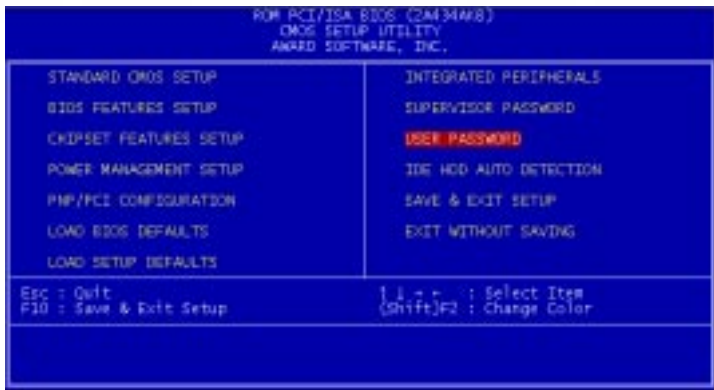 ROM PCI/ISA BIOS (2A434AK8)
CMOS SETUP UTILITY
AWARD SOFTWARE, INC.
STANDARD CMOS SETUP
BIOS FEATURES SETUP
CHIPSET FEATURES SETUP
POWER MANAGEMENT SETUP
PNP/PCI CONFIGURATION
LOAD BIOS DEFAULTS
LOAD SETUP DEFAULTS
INTEGRATED PERIPHERALS
SUPERVISOR PASSWORD
USER PASSWORD
IDE HDD AUTO DETECTION
SAVE & EXIT SETUP
EXIT WITHOUT SAVING
Esc : Quit
F10 : Save & Exit Setup
↑ ↓ → ← : Select Item
(Shift)F2 : Change Color